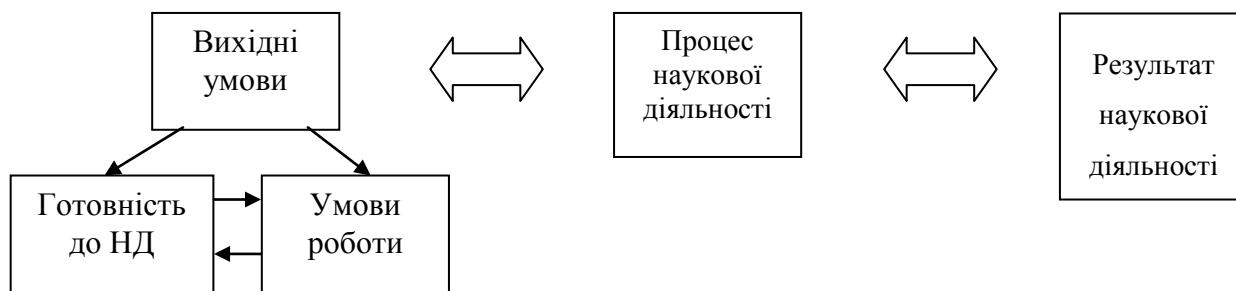 Вихідні
умови
Процес
наукової
діяльності
Результат
наукової
діяльності
Готовність
до НД
Умови
роботи